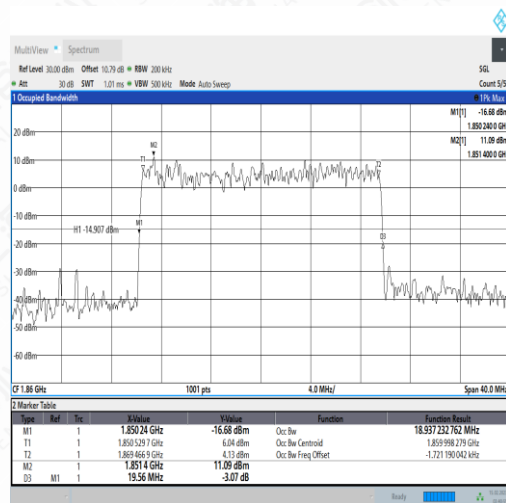 MultiView Spectrum
Ref Level 30.00 dBm Offset 10.79 dB RBW 200 kHz SGL
Att 30 dB SWT 1.01 ms VBW 500 kHz Mode Auto Sweep Count 5/5
1 Occupied Bandwidth 1Pk Max
M1[1] -16.68 dBm
1.850 240 0 GHz
M2[1] 11.09 dBm
1.851 400 0 GHz
20 dBm
M2
T1 T2
10 dBm
0 dBm
-10 dBm
M1
H1 -14.907 dBm
D3
-20 dBm
-30 dBm
-40 dBm
-50 dBm
-60 dBm
CF 1.86 GHz 1001 pts 4.0 MHz/ Span 40.0 MHz
2 Marker Table
Type Ref Trc X-Value Y-Value Function Function Result
M1 1 1.850 24 GHz -16.68 dBm Occ Bw 18.937 232 762 MHz
T1 1 1.850 529 7 GHz 6.04 dBm Occ Bw Centroid 1.859 998 279 GHz
T2 1 1.869 466 9 GHz 4.13 dBm Occ Bw Freq Offset -1.721 190 042 kHz
M2 1 1.851 4 GHz 11.09 dBm
D3 M1 1 19.56 MHz -3.07 dB
Ready